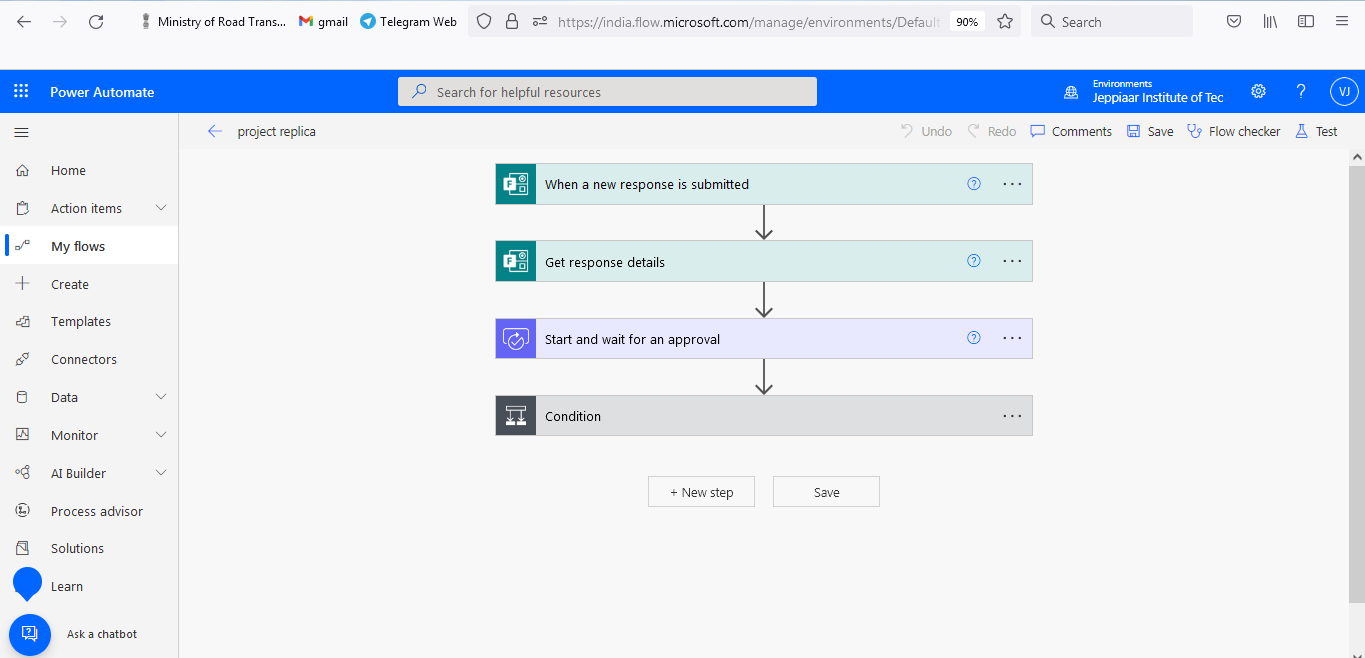 Ministry of Road Trans...
gmail
Telegram Web
https://india.flow.microsoft.com/manage/environments/Default
90%
Search
Power Automate
Search for helpful resources
Environments
Jeppiaar Institute of Tec
?
VJ
project replica
Undo
Redo
Comments
Save
Flow checker
Test
Home
Action items
My flows
Create
Templates
Connectors
Data
Monitor
AI Builder
Process advisor
Solutions
Learn
Ask a chatbot
F
When a new response is submitted
?
...
F
Get response details
?
...
Start and wait for an approval
?
...
Condition
...
+ New step
Save